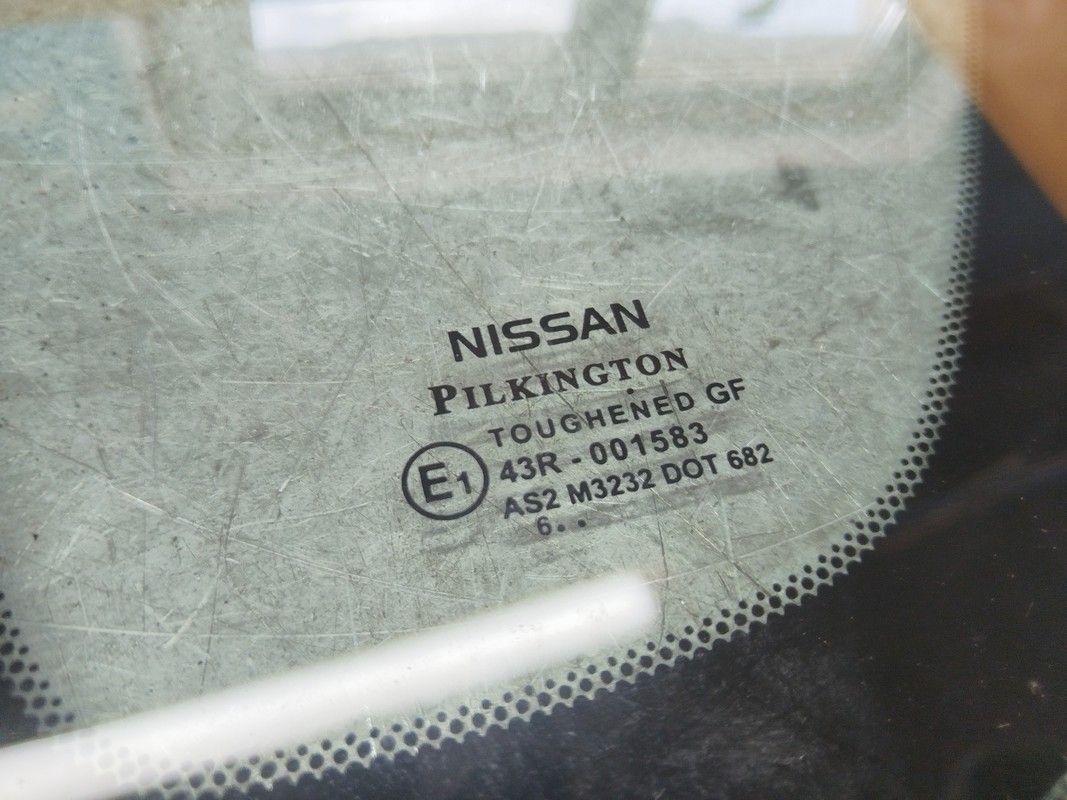 NISSAN
PILKINGTON
TOUGHENED GF
E1 43R - 001583
AS2 M3232 DOT 682
6. .